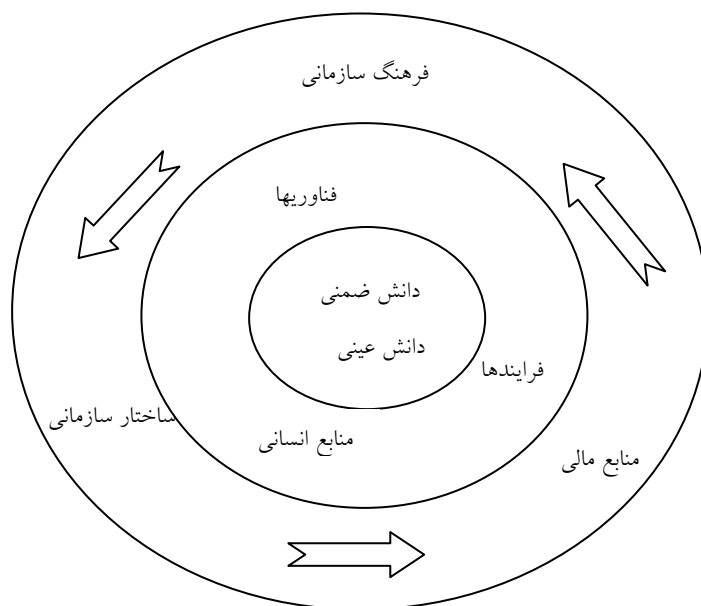 فرهنگ سازمانی
فناوریها
دانش ضمنی
دانش عینی
فرایندها
ساختار سازمانی
منابع انسانی
منابع مالی